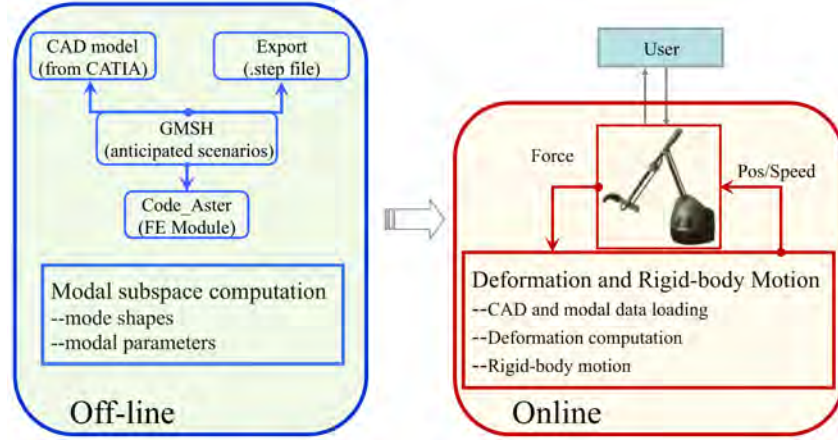 CAD model
(from CATIA)
Export
(.step file)
GMSH
(anticipated scenarios)
Code_Aster
(FE Module)
Modal subspace computation
--mode shapes
--modal parameters
Off-line
User
Force
Pos/Speed
Deformation and Rigid-body Motion
--CAD and modal data loading
--Deformation computation
--Rigid-body motion
Online